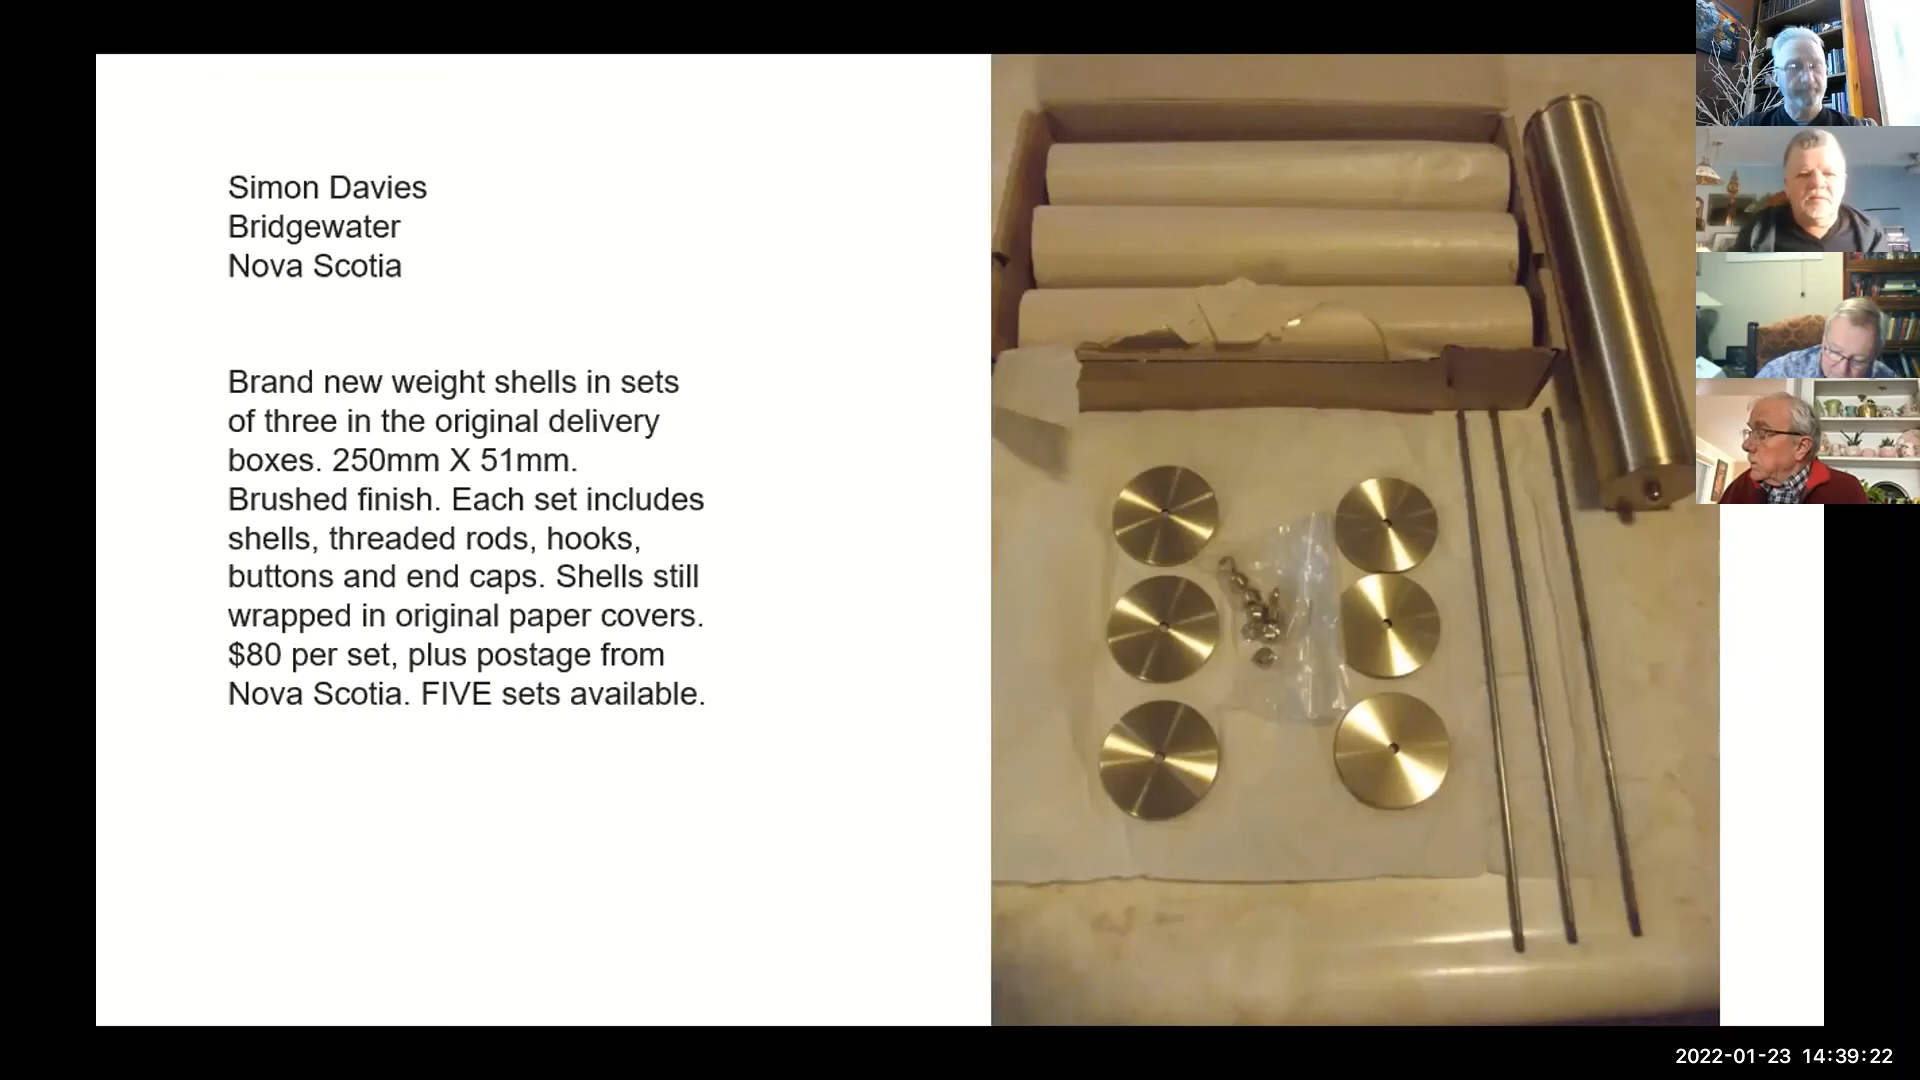 Simon Davies
Bridgewater
Nova Scotia
Brand new weight shells in sets
of three in the original delivery
boxes. 250mm X 51mm.
Brushed finish. Each set includes
shells, threaded rods, hooks,
buttons and end caps. Shells still
wrapped in original paper covers.
$80 per set, plus postage from
Nova Scotia. FIVE sets available.
2022-01-23 14:39:22